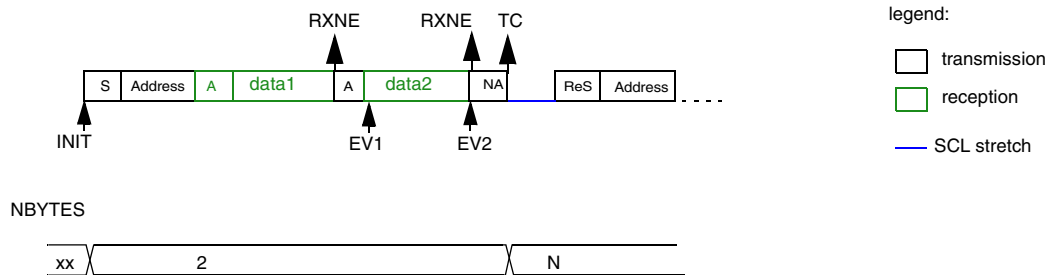 RXNE RXNE TC
legend:
S Address A data1 A data2 NA ReS Address
transmission
reception
INIT EV1 EV2
SCL stretch
NBYTES
xx 2 N